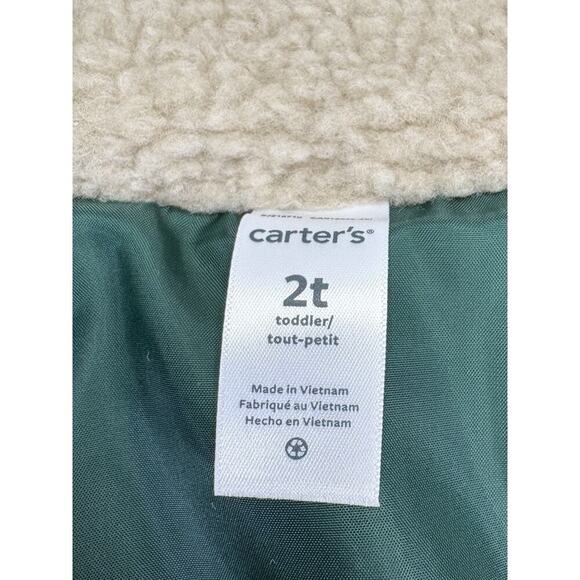 carter's®
2t
toddler/
tout-petit
Made in Vietnam
Fabriqué au Vietnam
Hecho en Vietnam